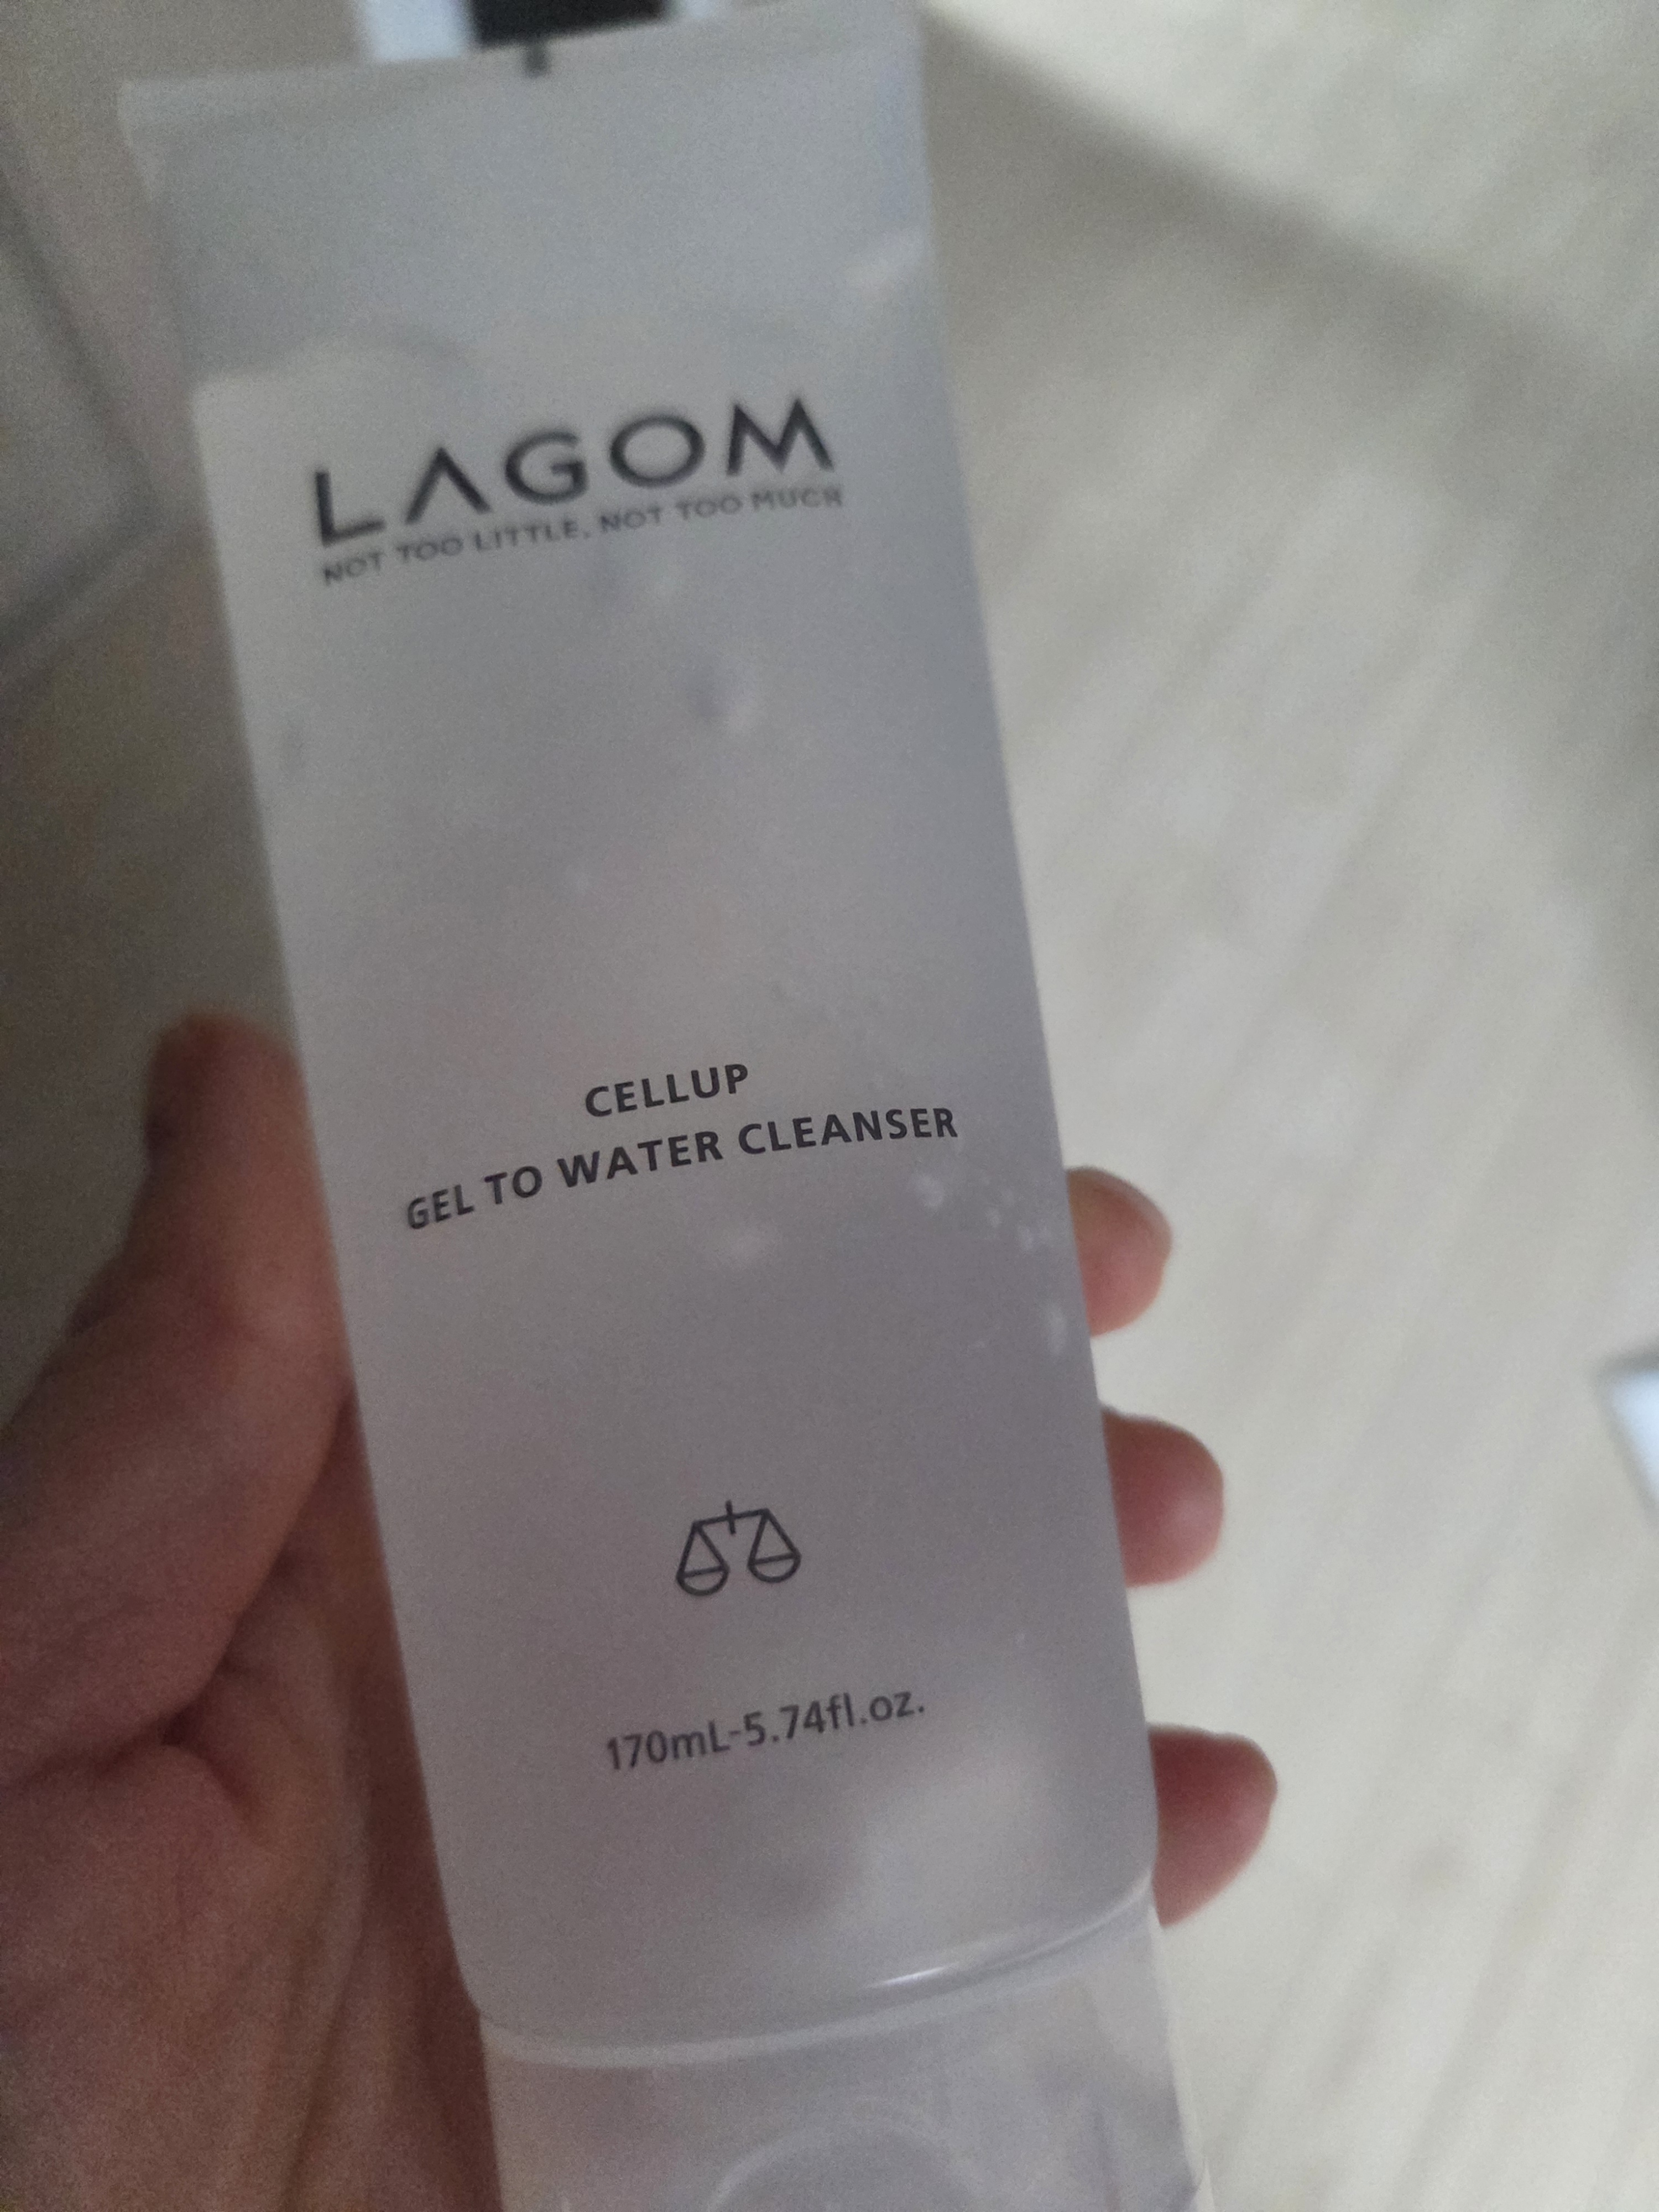 LAGOM
NOT TOO LITTLE, NOT TOO MUCH
CELLUP
GEL TO WATER CLEANSER
170mL-5.74fl.oz.